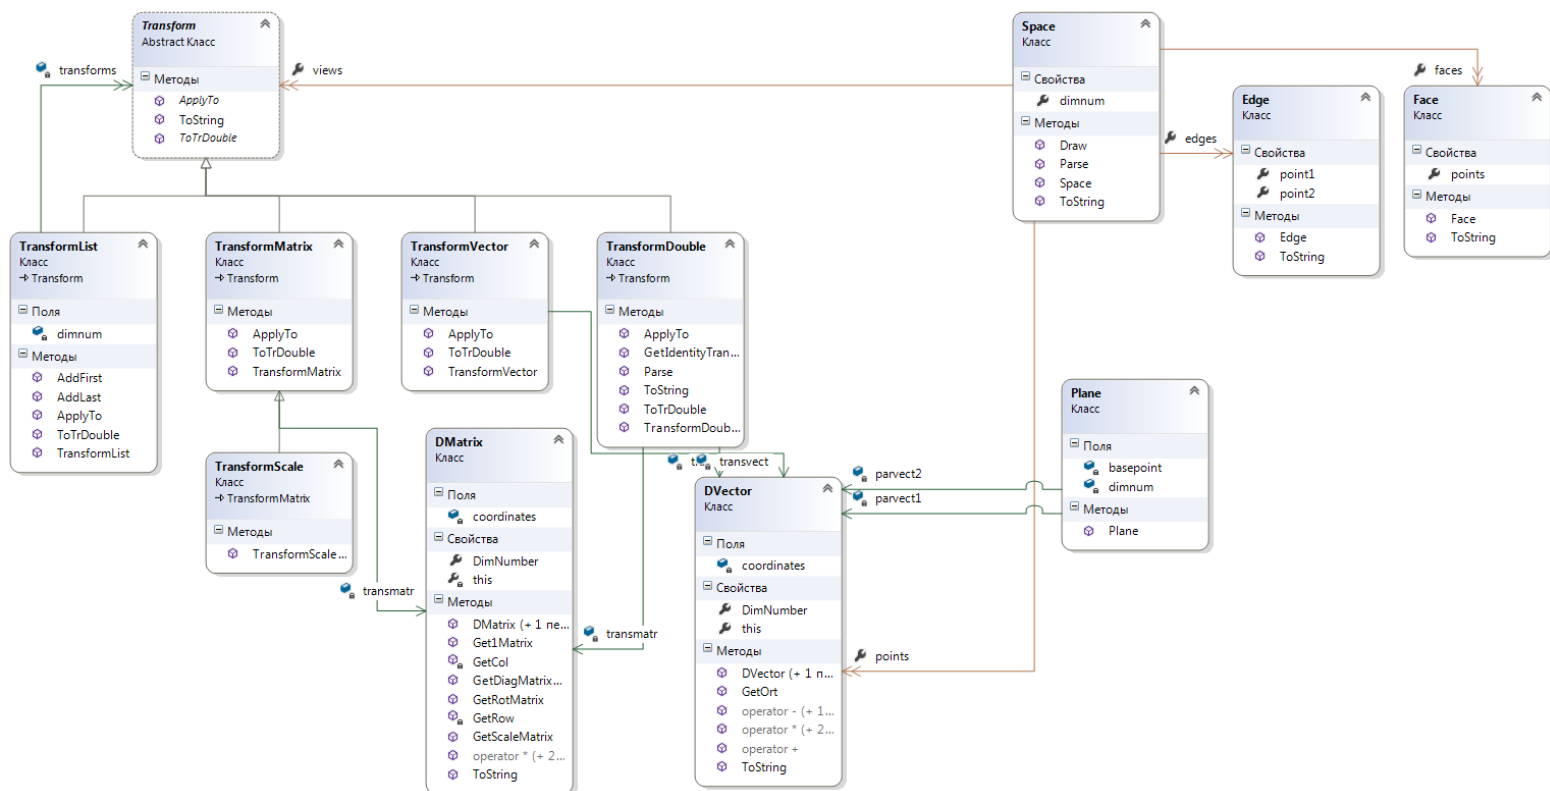 Transform
Abstract Класс
Методы
ApplyTo
ToString
ToTrDouble
transforms
views
Space
Класс
Свойства
dimnum
Методы
Draw
Parse
Space
ToString
edges
faces
Edge
Класс
Свойства
point1
point2
Методы
Edge
ToString
Face
Класс
Свойства
points
Методы
Face
ToString
TransformList
Класс
Transform
Поля
dimnum
Методы
AddFirst
AddLast
ApplyTo
ToTrDouble
TransformList
TransformMatrix
Класс
Transform
Методы
ApplyTo
ToTrDouble
TransformMatrix
TransformVector
Класс
Transform
Методы
ApplyTo
ToTrDouble
TransformVector
TransformDouble
Класс
Transform
Методы
ApplyTo
GetIdentityTran...
Parse
ToString
ToTrDouble
TransformDoub...
TransformScale
Класс
TransformMatrix
Методы
TransformScale...
transmatr
DMatrix
Класс
Поля
coordinates
Свойства
DimNumber
this
Методы
DMatrix (+ 1 пе...
Get1Matrix
GetCol
GetDiagMatrix...
GetRotMatrix
GetRow
GetScaleMatrix
operator * (+ 2...
ToString
transmatr
transvect
DVector
Класс
Поля
coordinates
Свойства
DimNumber
this
Методы
DVector (+ 1 п...
GetOrt
operator - (+ 1...
operator * (+ 2...
operator +
ToString
parvect2
parvect1
points
Plane
Класс
Поля
basepoint
dimnum
Методы
Plane